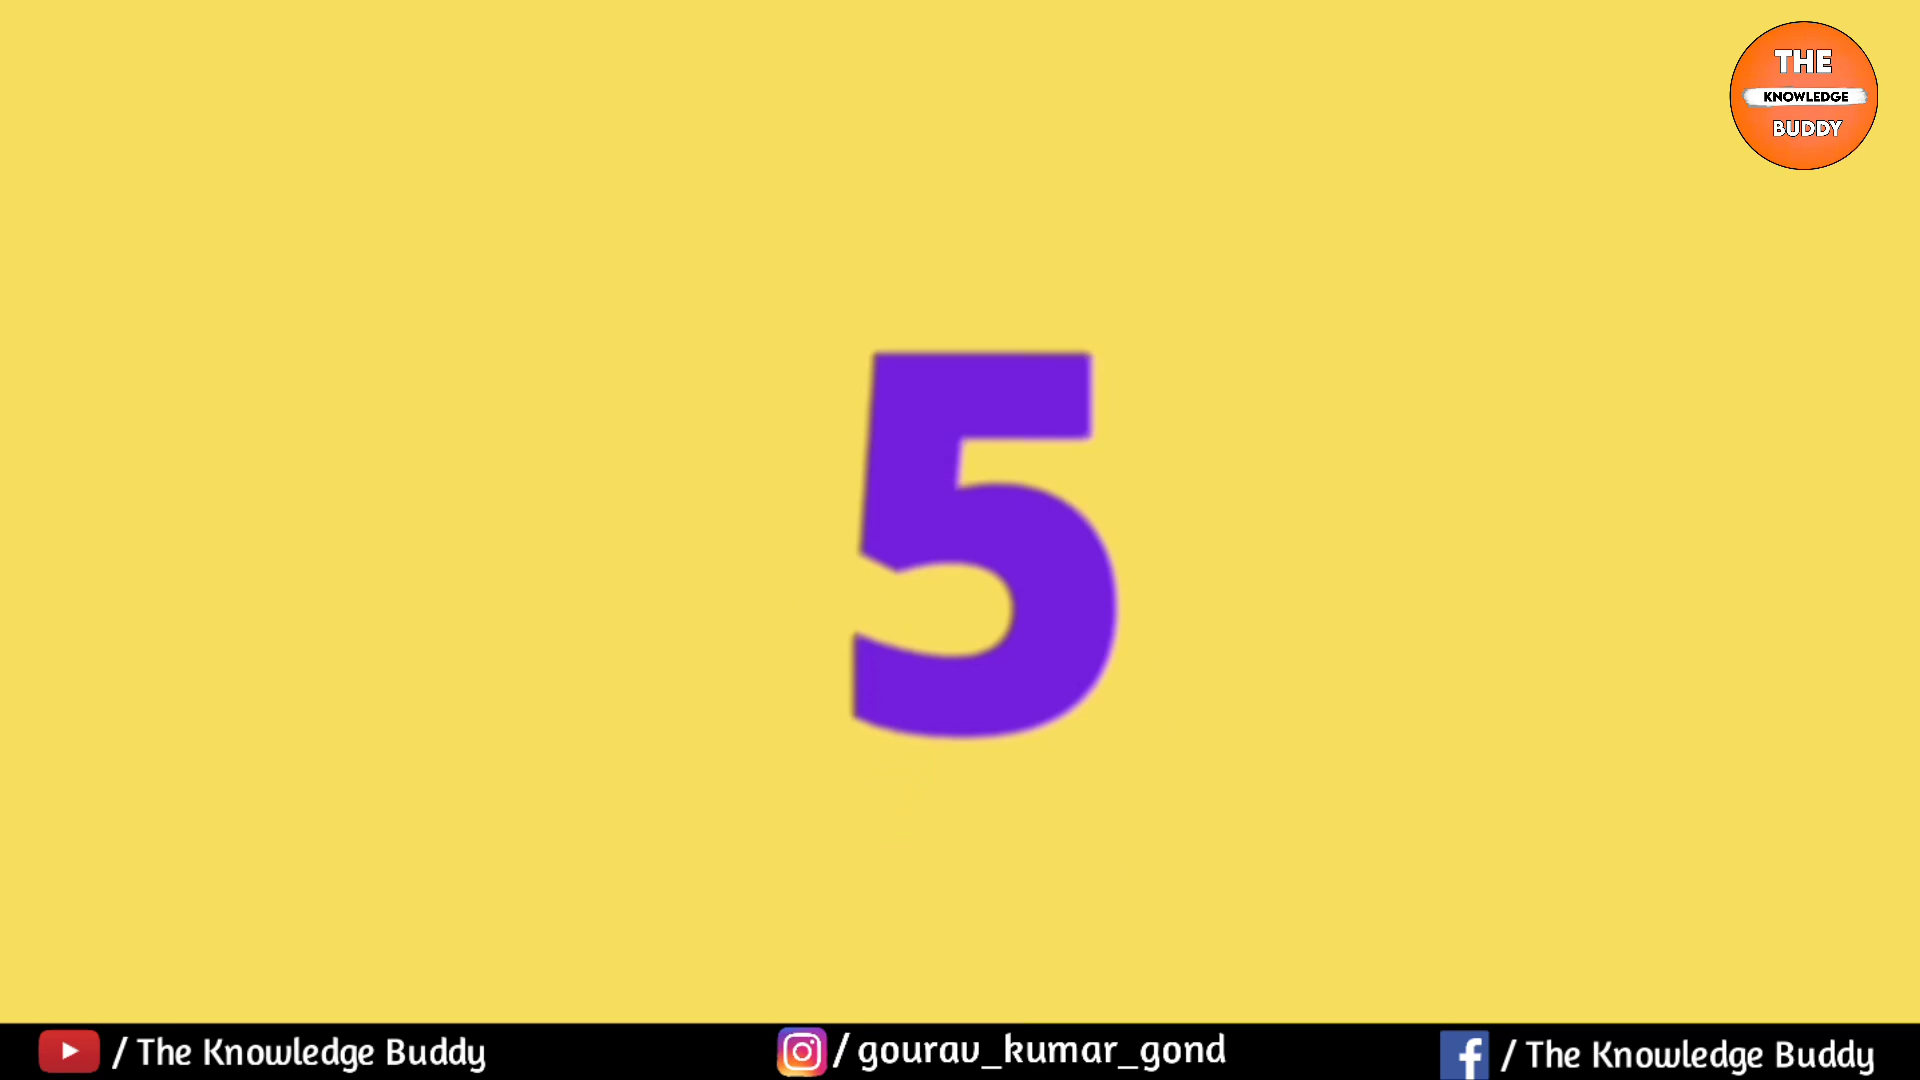 THE
KNOWLEDGE
BUDDY
5
/ The Knowledge Buddy
/ gourav_kumar_gond
/ The Knowledge Buddy